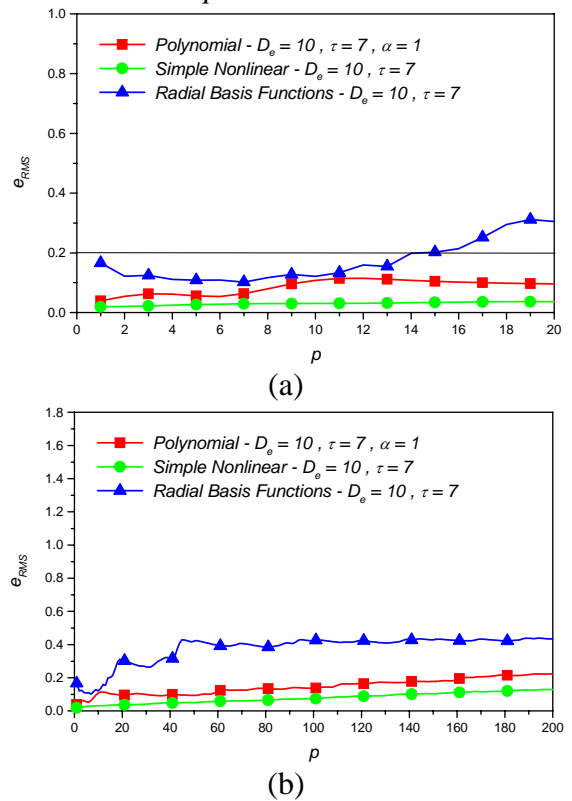 1.0
Polynomial - Dₑ = 10 , τ = 7 , α = 1
Simple Nonlinear - Dₑ = 10 , τ = 7
Radial Basis Functions - Dₑ = 10 , τ = 7
0.8
0.6
e_RMS
0.4
0.2
0.0
0 2 4 6 8 10 12 14 16 18 20
p
(a)
1.8
1.6
Polynomial - Dₑ = 10 , τ = 7 , α = 1
Simple Nonlinear - Dₑ = 10 , τ = 7
Radial Basis Functions - Dₑ = 10 , τ = 7
1.4
1.2
1.0
e_RMS
0.8
0.6
0.4
0.2
0.0
0 20 40 60 80 100 120 140 160 180 200
p
(b)